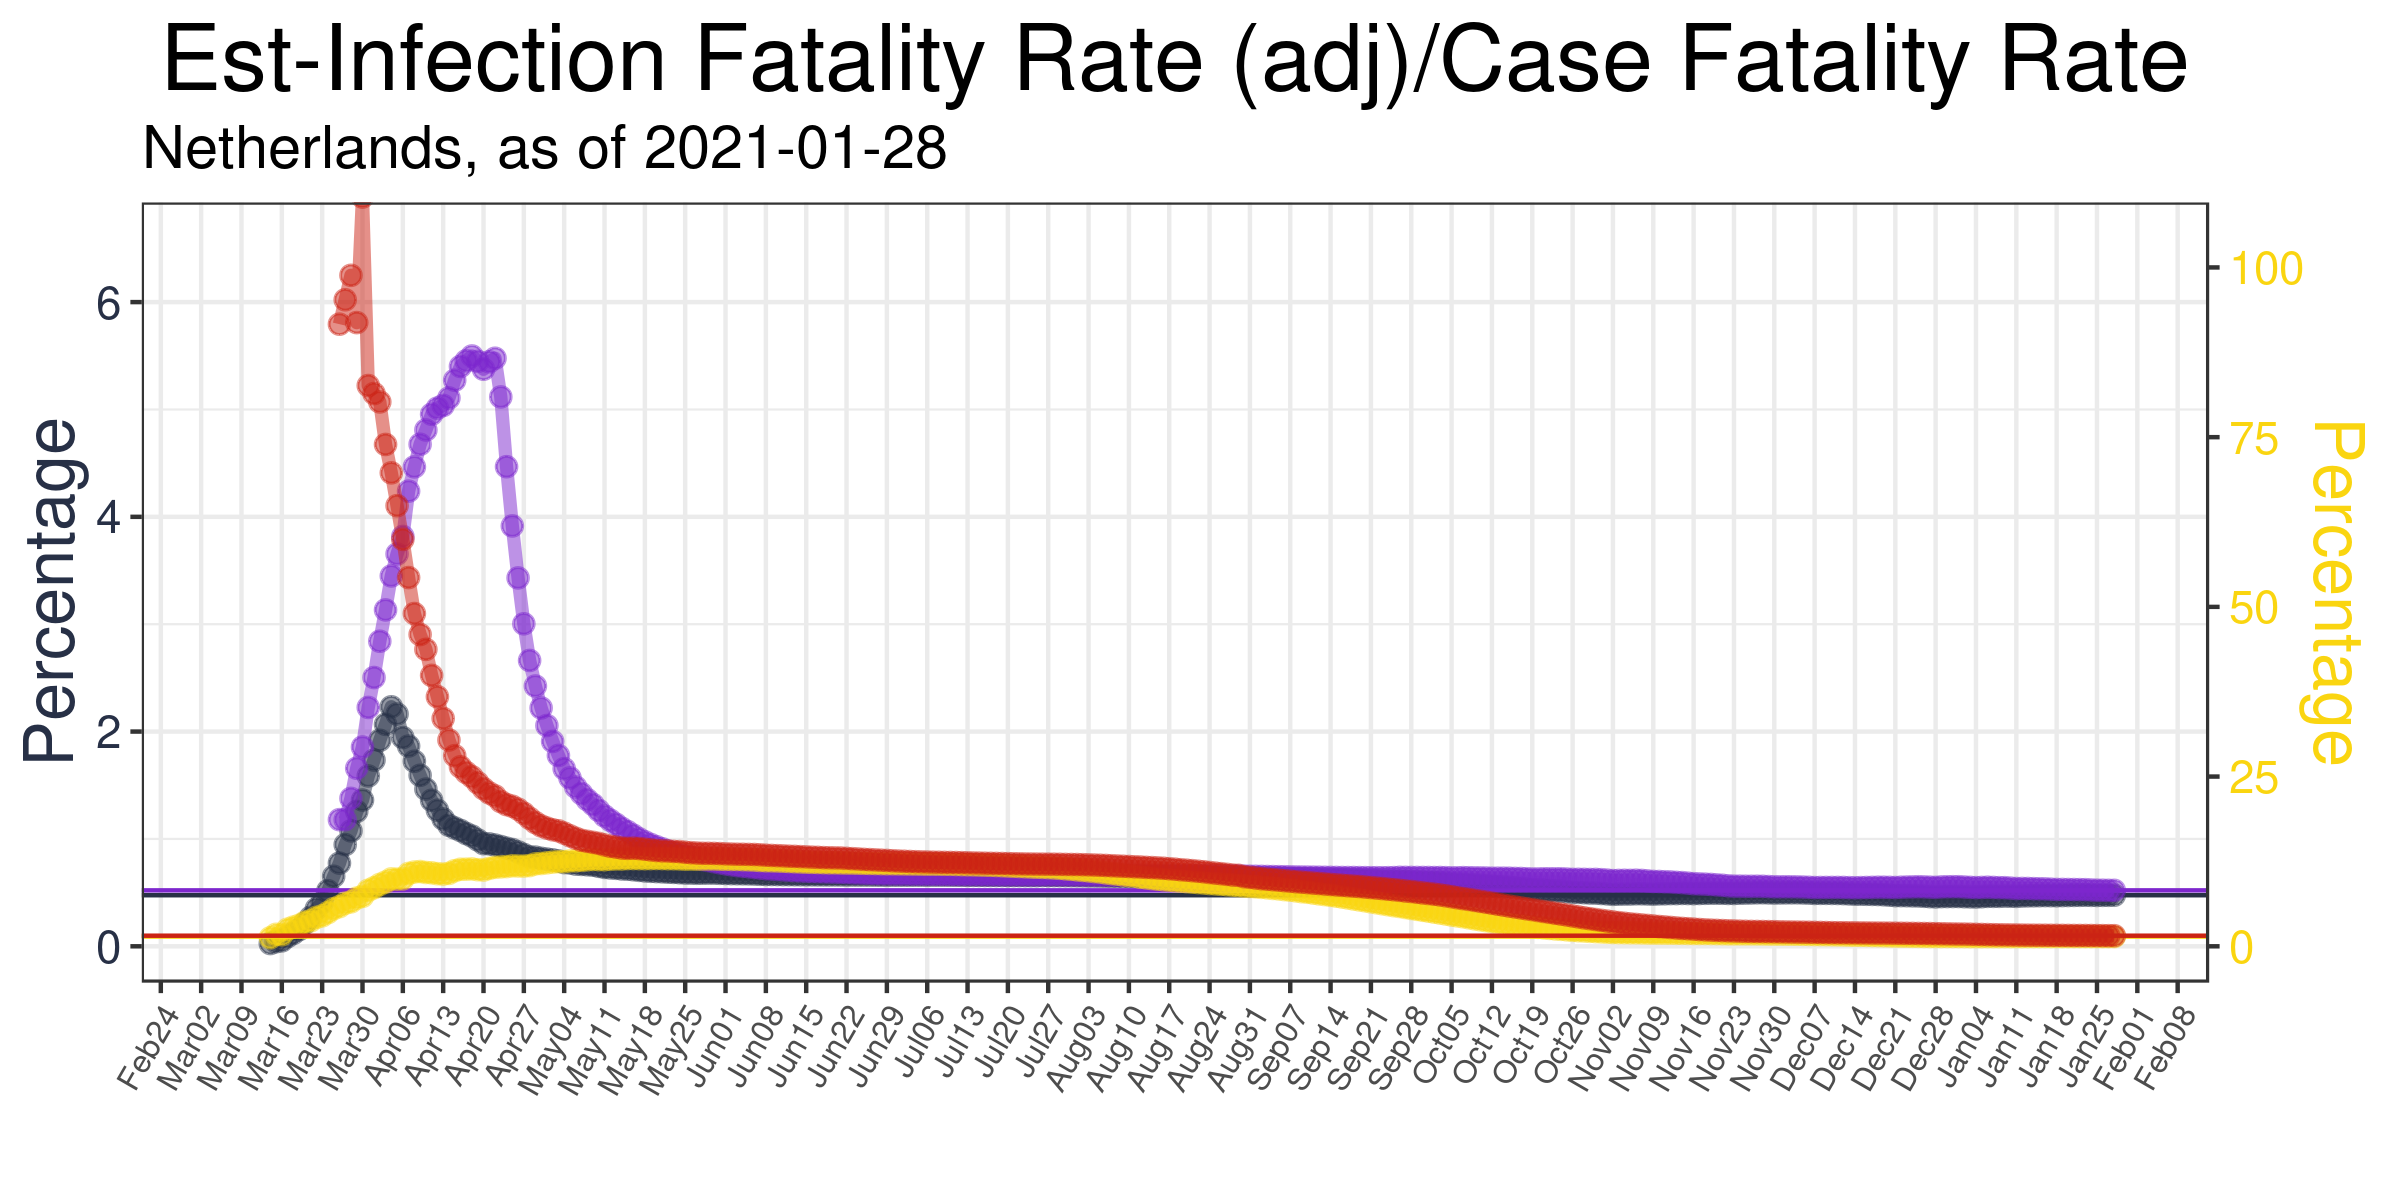 Est-Infection Fatality Rate (adj)/Case Fatality Rate
Netherlands, as of 2021-01-28
Percentage
6
4
2
0
100
75
50
25
0
Percentage
Feb24
Mar02
Mar09
Mar16
Mar23
Mar30
Apr06
Apr13
Apr20
Apr27
May04
May11
May18
May25
Jun01
Jun08
Jun15
Jun22
Jun29
Jul06
Jul13
Jul20
Jul27
Aug03
Aug10
Aug17
Aug24
Aug31
Sep07
Sep14
Sep21
Sep28
Oct05
Oct12
Oct19
Oct26
Nov02
Nov09
Nov16
Nov23
Nov30
Dec07
Dec14
Dec21
Dec28
Jan04
Jan11
Jan18
Jan25
Feb01
Feb08